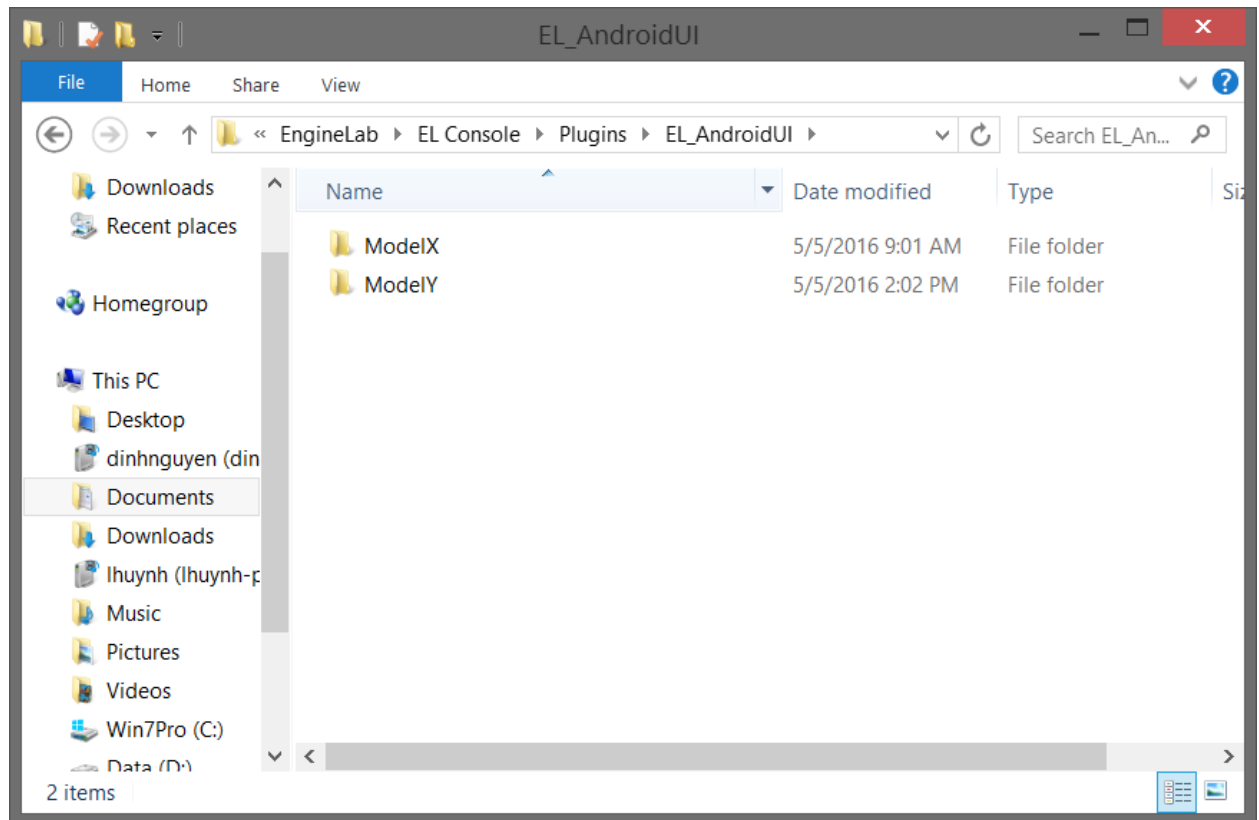 EL_AndroidUI
File Home Share View
« EngineLab EL Console Plugins EL_AndroidUI Search EL_An...
Downloads
Recent places
Homegroup
This PC
Desktop
dinhnguyen (din
Documents
Downloads
lhuynh (lhuynh-p
Music
Pictures
Videos
Win7Pro (C:)
Data (D:)
Name Date modified Type Siz
ModelX 5/5/2016 9:01 AM File folder
ModelY 5/5/2016 2:02 PM File folder
2 items